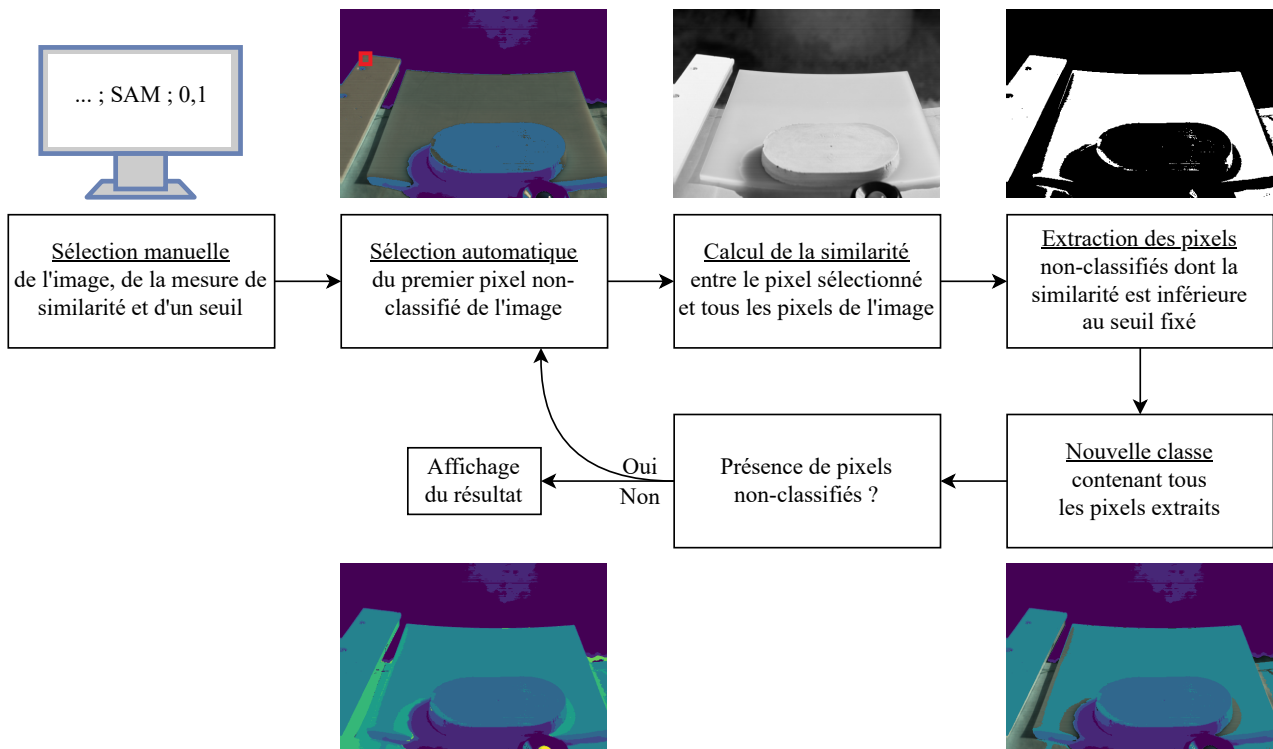 ... ; SAM ; 0,1
Sélection manuelle
de l'image, de la mesure de
similarité et d'un seuil
Sélection automatique
du premier pixel non-
classifié de l'image
Calcul de la similarité
entre le pixel sélectionné
et tous les pixels de l'image
Extraction des pixels
non-classifiés dont la
similarité est inférieure
au seuil fixé
Nouvelle classe
contenant tous
les pixels extraits
Présence de pixels
non-classifiés ?
Oui
Non
Affichage
du résultat